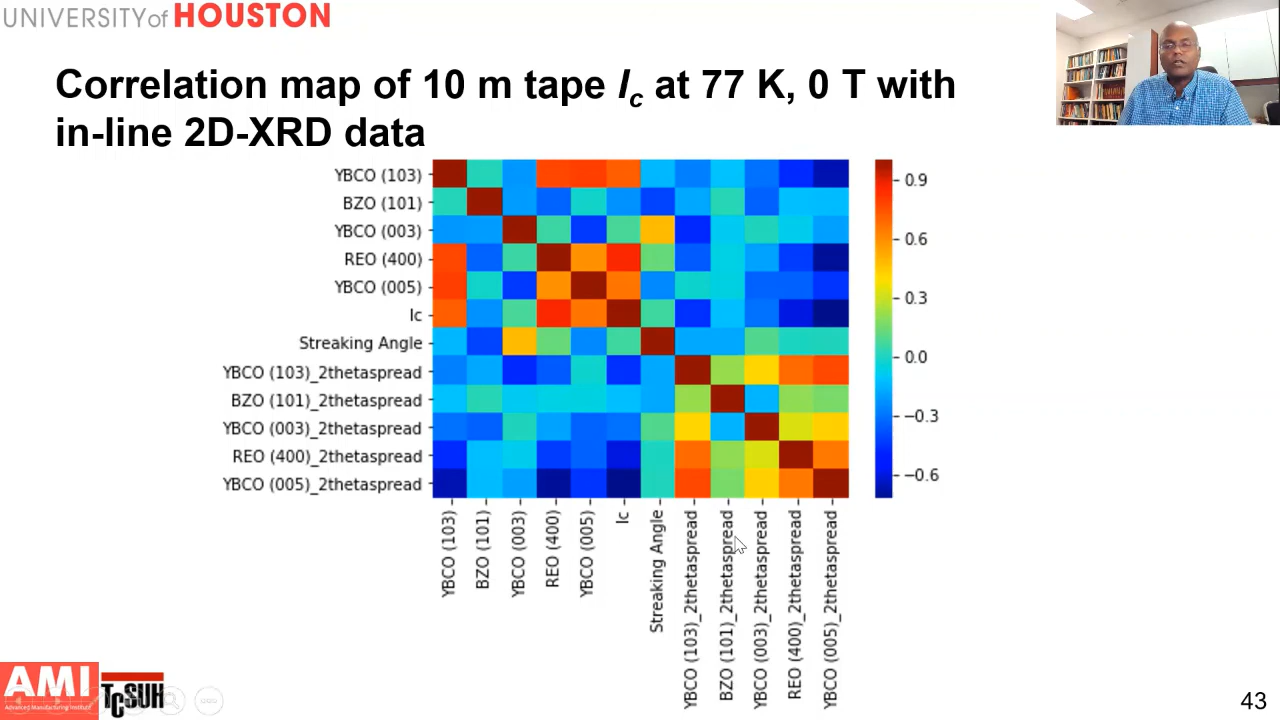 UNIVERSITY of HOUSTON
Correlation map of 10 m tape Ic at 77 K, 0 T with
in-line 2D-XRD data
YBCO (103)
BZO (101)
YBCO (003)
REO (400)
YBCO (005)
Ic
Streaking Angle
YBCO (103)_2thetaspread
BZO (101)_2thetaspread
YBCO (003)_2thetaspread
REO (400)_2thetaspread
YBCO (005)_2thetaspread
0.9
0.6
0.3
0.0
−0.3
−0.6
YBCO (103)
BZO (101)
YBCO (003)
REO (400)
YBCO (005)
Ic
Streaking Angle
YBCO (103)_2thetaspread
BZO (101)_2thetaspread
YBCO (003)_2thetaspread
REO (400)_2thetaspread
YBCO (005)_2thetaspread
AMI
Advanced Manufacturing Institute
TCSUH
43